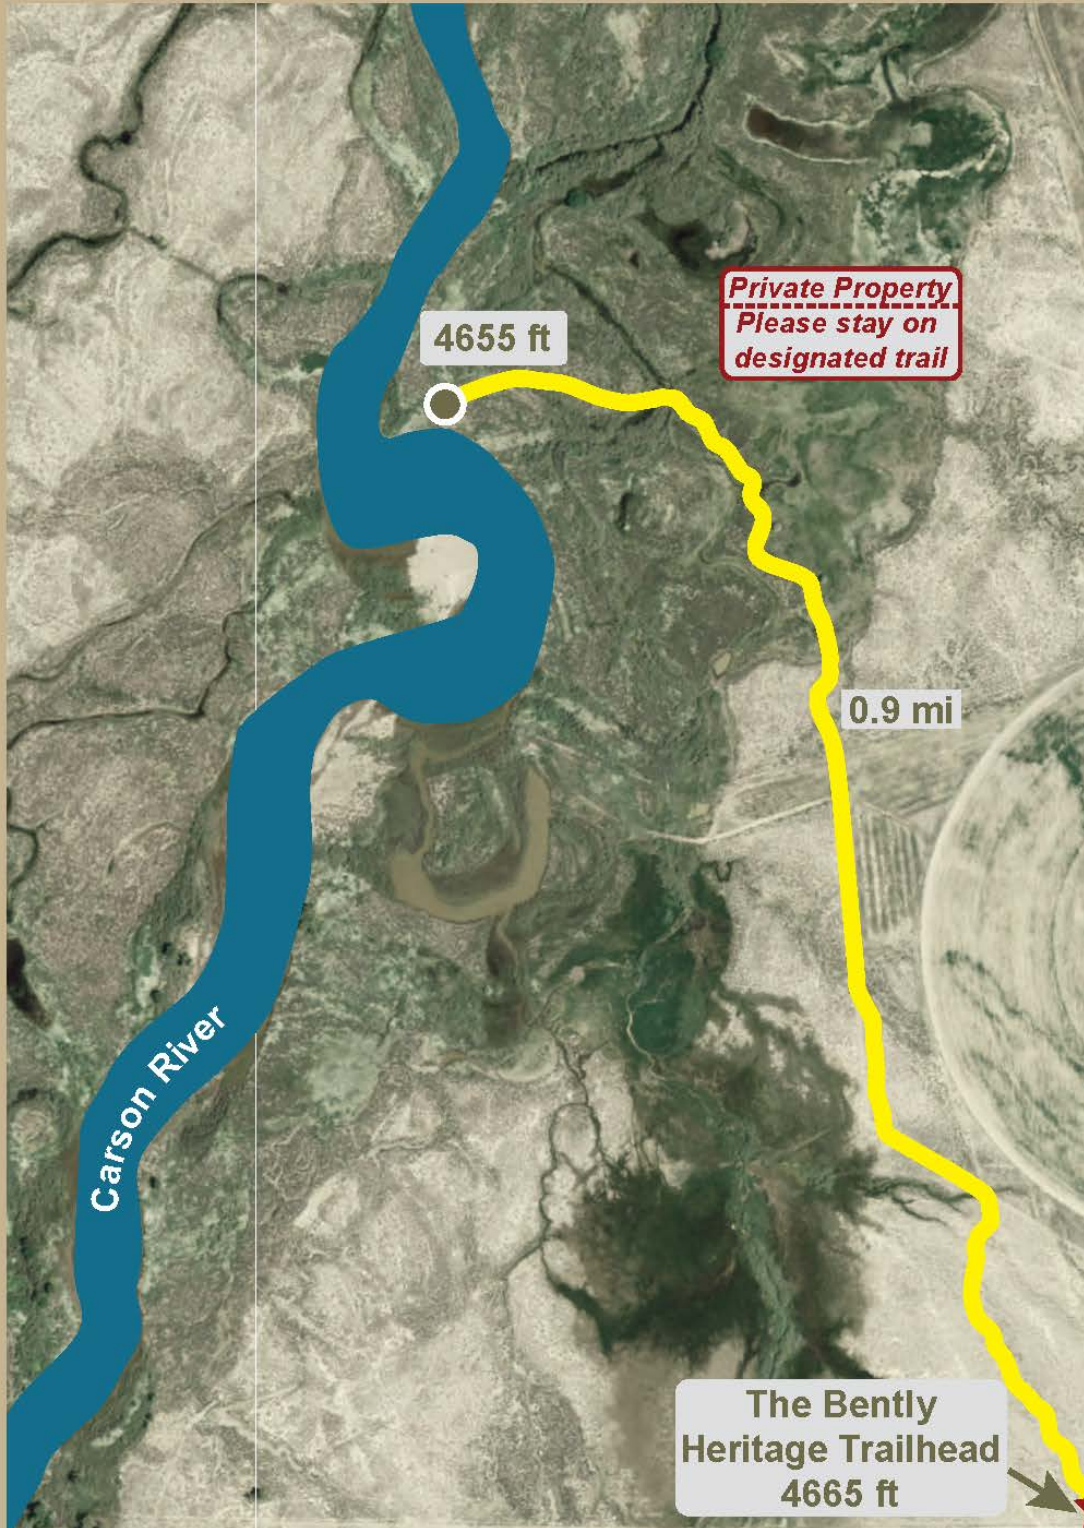 4655 ft
Private Property
Please stay on
designated trail
0.9 mi
Carson River
The Bently
Heritage Trailhead
4665 ft